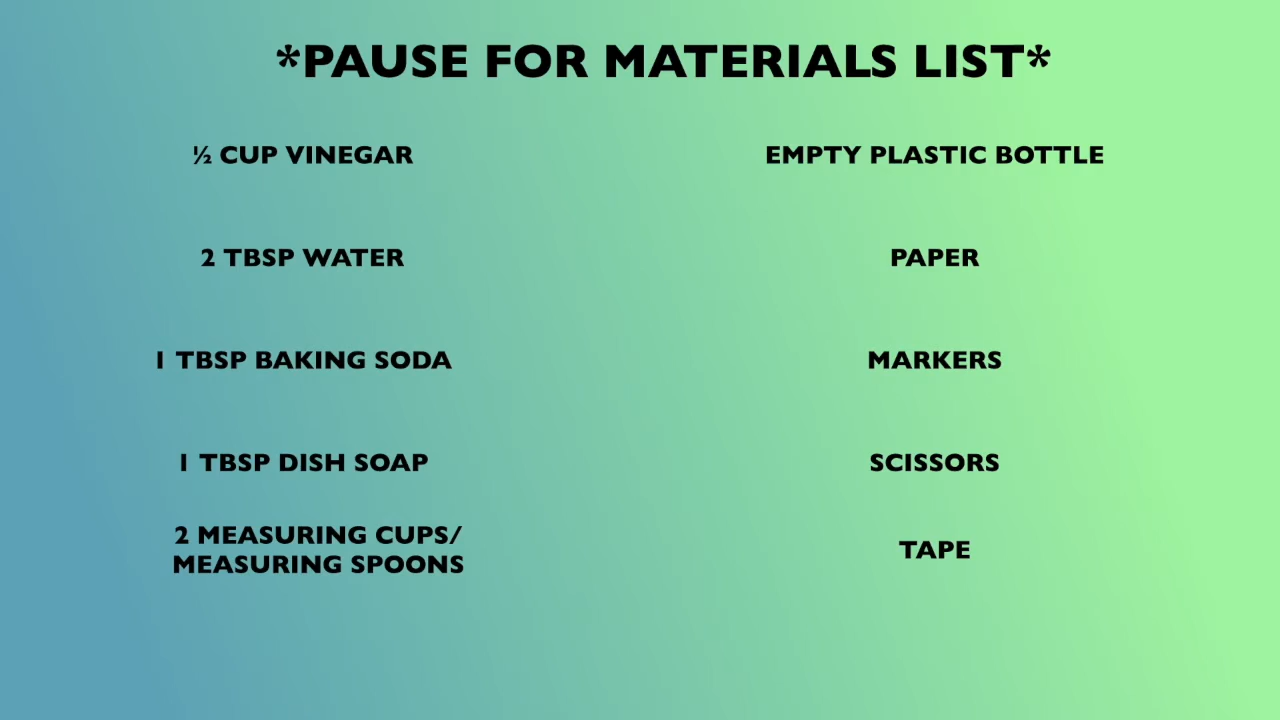 *PAUSE FOR MATERIALS LIST*
½ CUP VINEGAR
2 TBSP WATER
1 TBSP BAKING SODA
1 TBSP DISH SOAP
2 MEASURING CUPS/
MEASURING SPOONS
EMPTY PLASTIC BOTTLE
PAPER
MARKERS
SCISSORS
TAPE